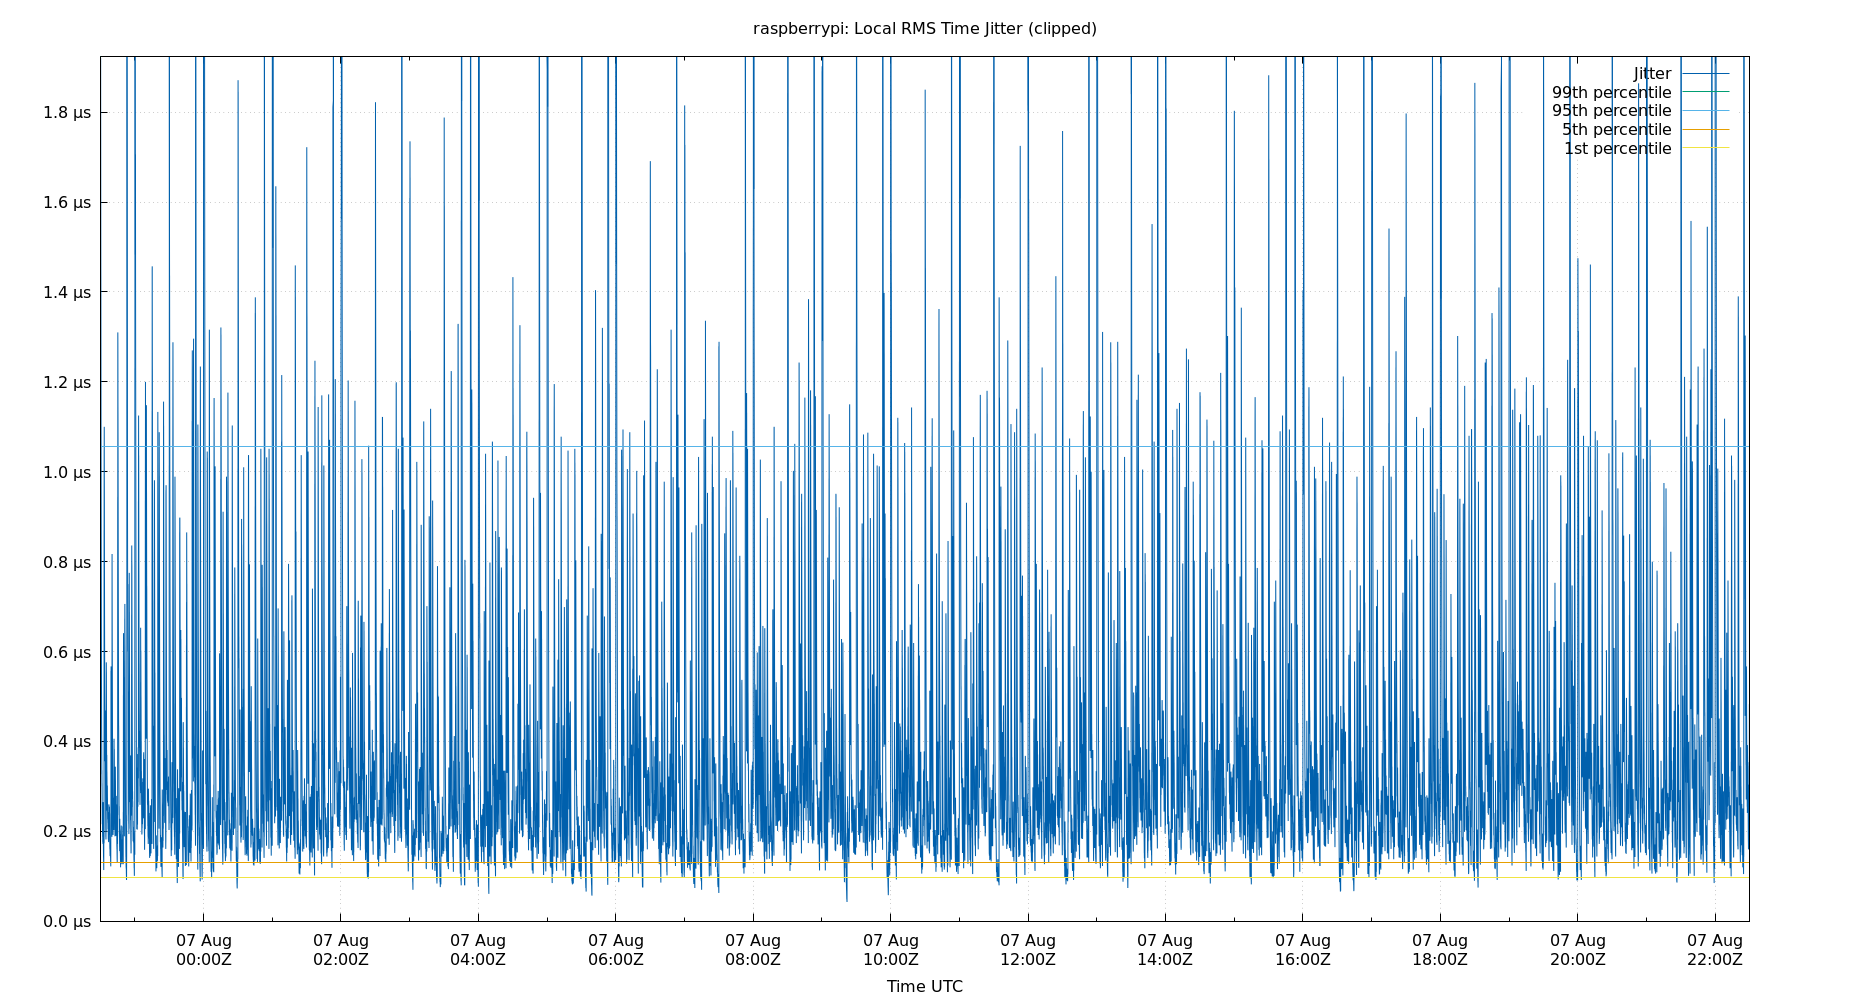 raspberrypi: Local RMS Time Jitter (clipped)
Jitter
99th percentile
95th percentile
5th percentile
1st percentile
1.8 μs
1.6 μs
1.4 μs
1.2 μs
1.0 μs
0.8 μs
0.6 μs
0.4 μs
0.2 μs
0.0 μs
07 Aug 07 Aug 07 Aug 07 Aug 07 Aug 07 Aug 07 Aug 07 Aug 07 Aug 07 Aug 07 Aug 07 Aug
00:00Z 02:00Z 04:00Z 06:00Z 08:00Z 10:00Z 12:00Z 14:00Z 16:00Z 18:00Z 20:00Z 22:00Z
Time UTC